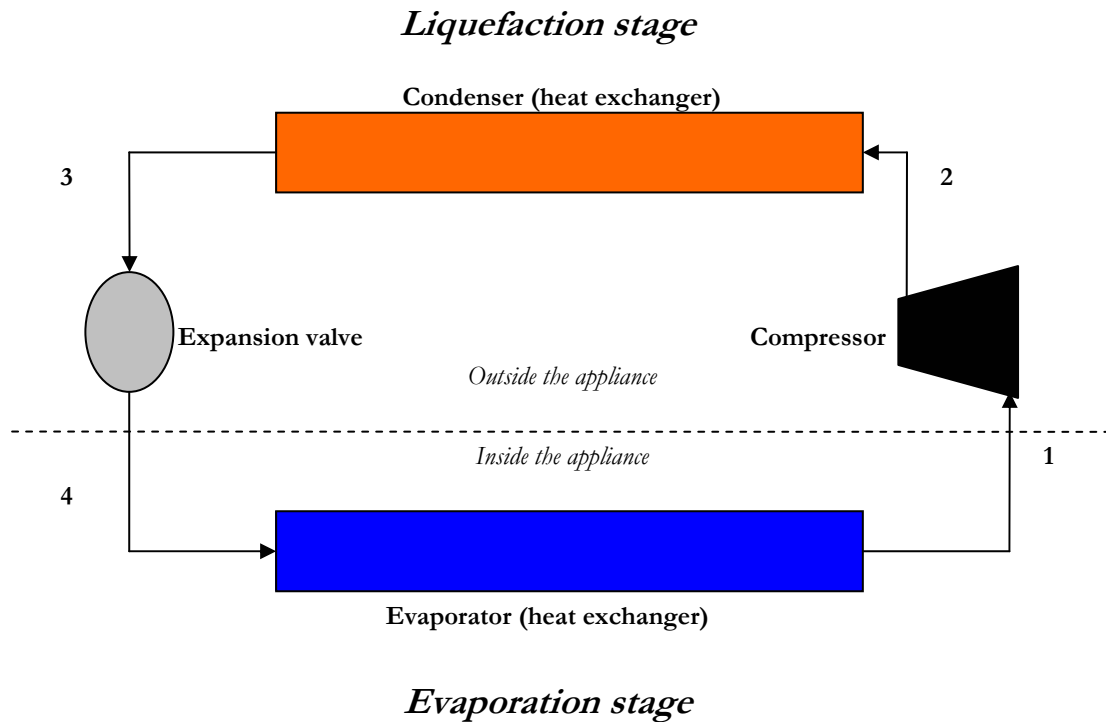 Liquefaction stage
Condenser (heat exchanger)
3
2
Expansion valve
Compressor
Outside the appliance
Inside the appliance
1
4
Evaporator (heat exchanger)
Evaporation stage